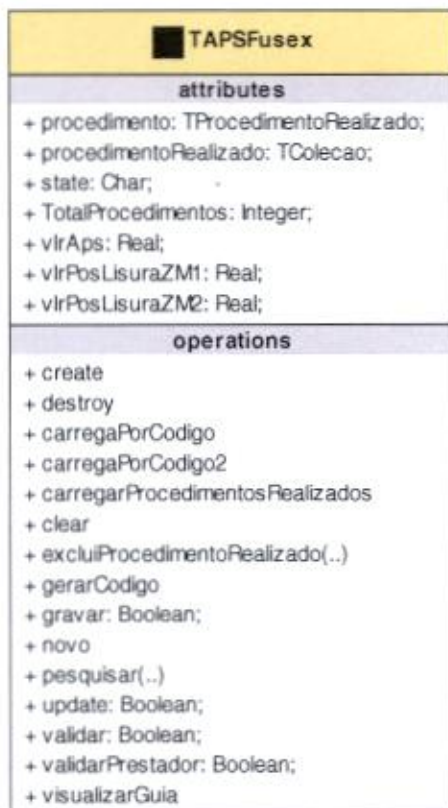 TAPSFusex
attributes
+ procedimento: TProcedimentoRealizado;
+ procedimentoRealizado: TColecao;
+ state: Char;
+ TotalProcedimentos: Integer;
+ vlrAps: Real;
+ vlrPosLisuraZM1: Real;
+ vlrPosLisuraZM2: Real;
operations
+ create
+ destroy
+ carregaPorCodigo
+ carregaPorCodigo2
+ carregarProcedimentosRealizados
+ clear
+ excluiProcedimentoRealizado(..)
+ gerarCodigo
+ gravar: Boolean;
+ novo
+ pesquisar(..)
+ update: Boolean;
+ validar: Boolean;
+ validarPrestador: Boolean;
+ visualizarGuia